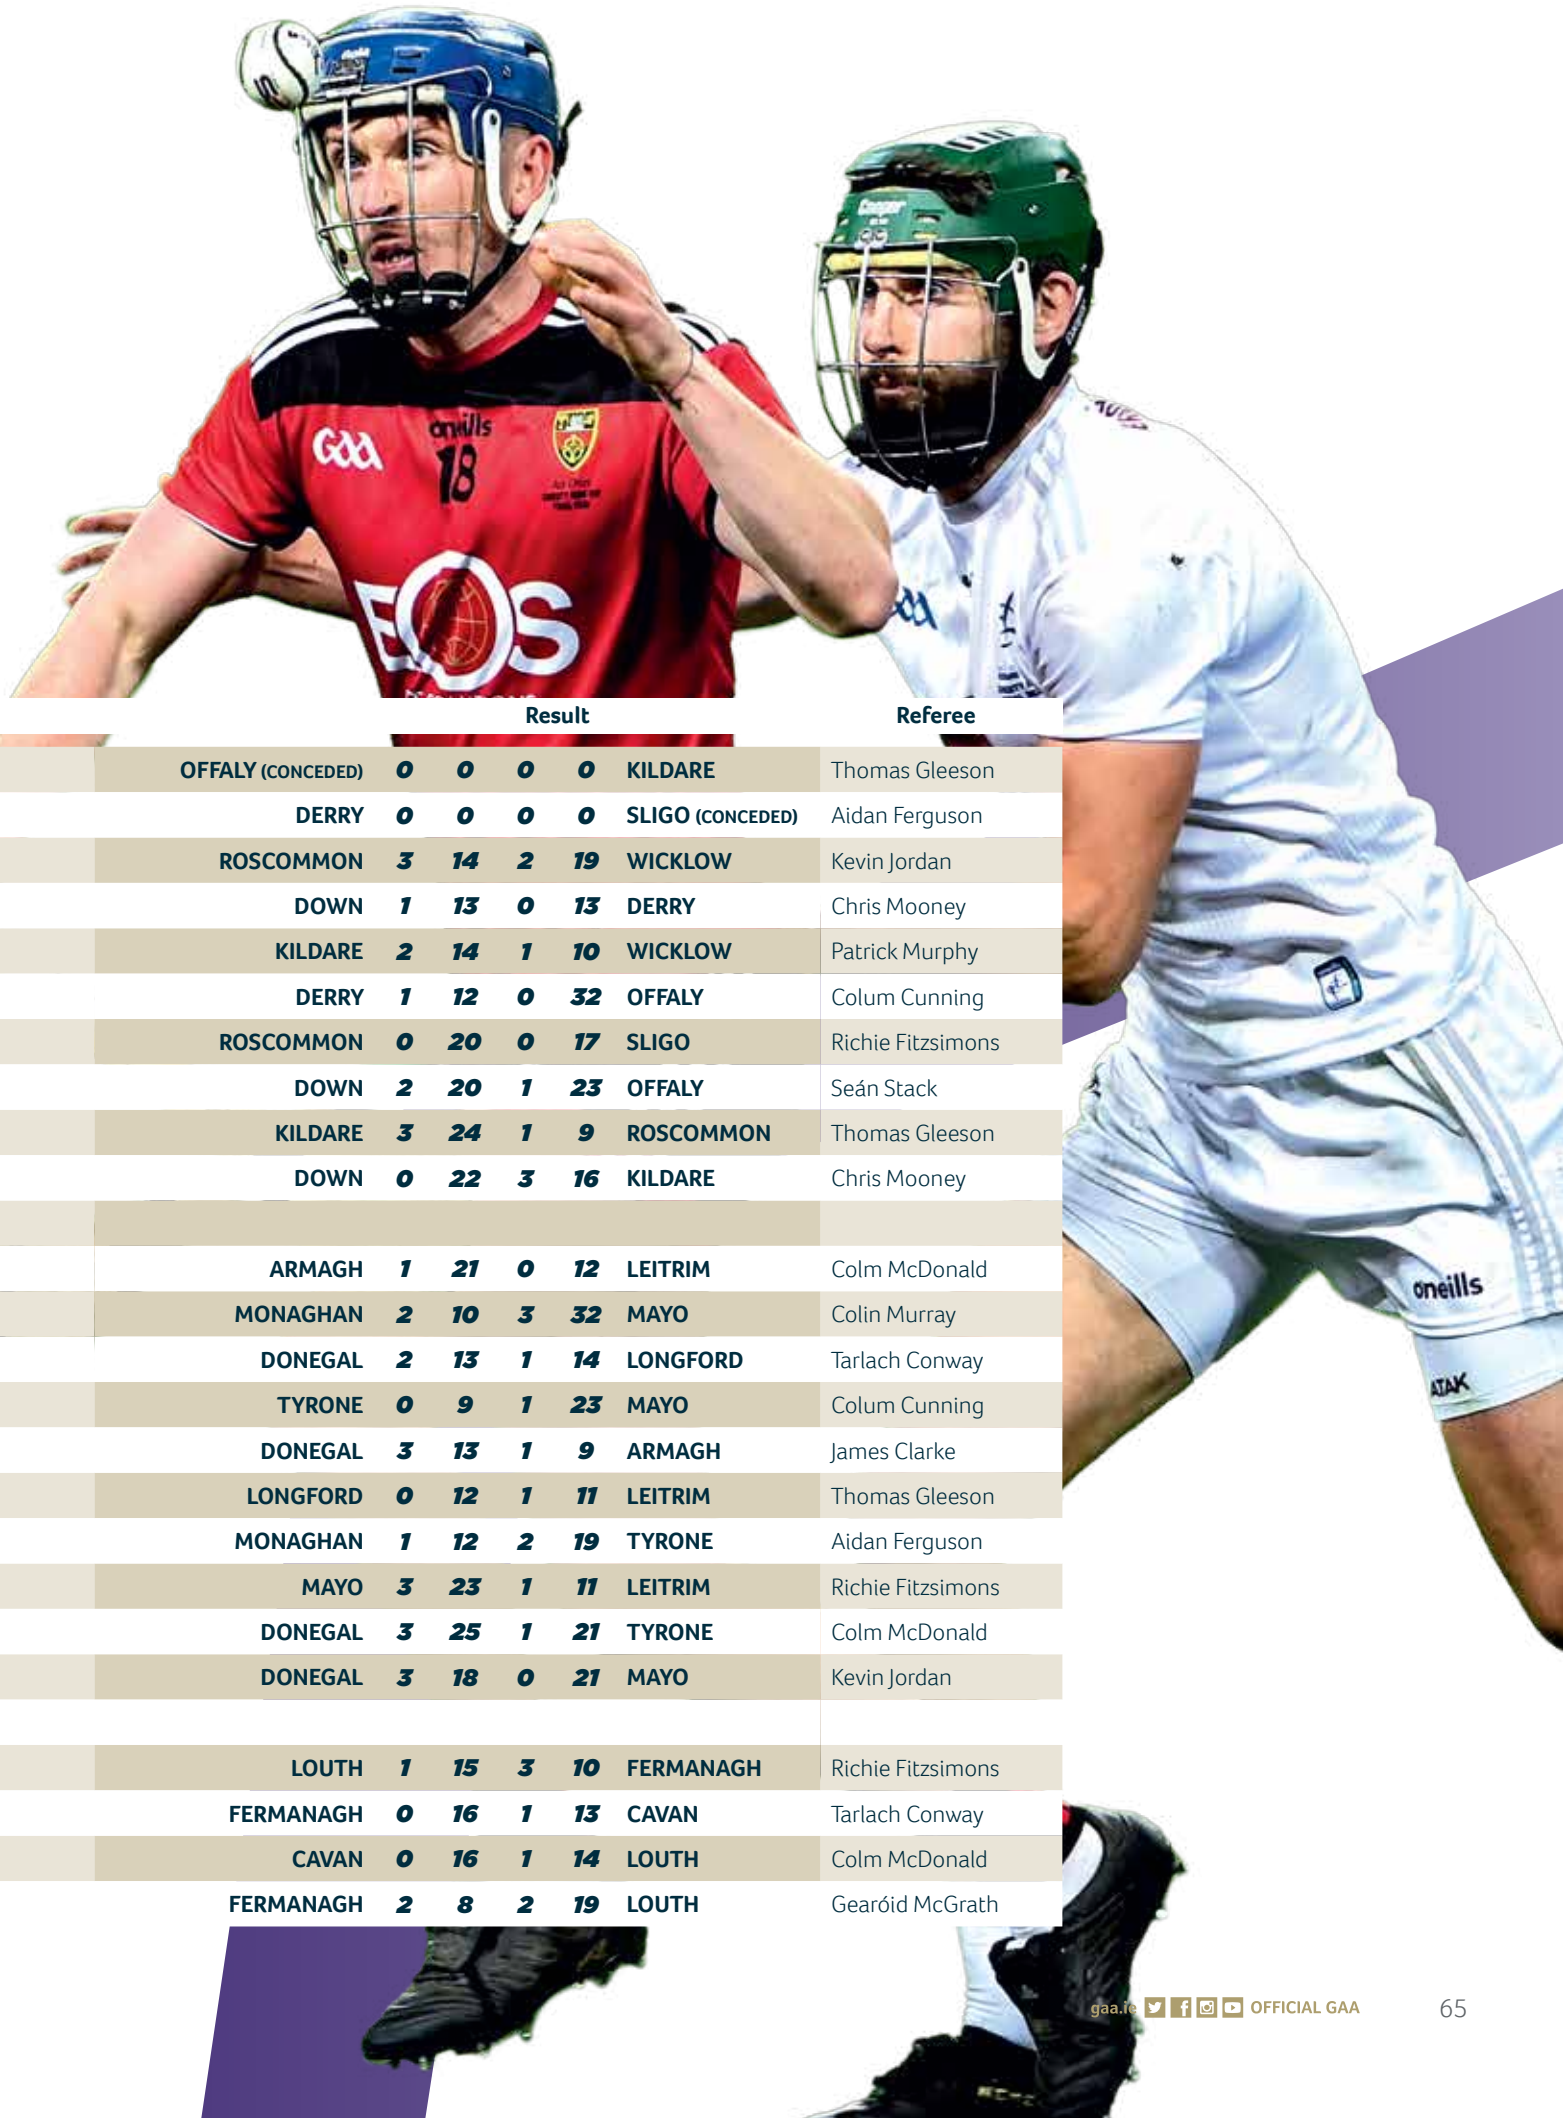 GAA
oneills
18
EOS
Cooper
CJC
Result Referee
OFFALY (CONCEDED) 0 0 0 0 KILDARE Thomas Gleeson
DERRY 0 0 0 0 SLIGO (CONCEDED) Aidan Ferguson
ROSCOMMON 3 14 2 19 WICKLOW Kevin Jordan
DOWN 1 13 0 13 DERRY Chris Mooney
KILDARE 2 14 1 10 WICKLOW Patrick Murphy
DERRY 1 12 0 32 OFFALY Colum Cunning
ROSCOMMON 0 20 0 17 SLIGO Richie Fitzsimons
DOWN 2 20 1 23 OFFALY Seán Stack
KILDARE 3 24 1 9 ROSCOMMON Thomas Gleeson
DOWN 0 22 3 16 KILDARE Chris Mooney
ARMAGH 1 21 0 12 LEITRIM Colm McDonald
MONAGHAN 2 10 3 32 MAYO Colin Murray
DONEGAL 2 13 1 14 LONGFORD Tarlach Conway
TYRONE 0 9 1 23 MAYO Colum Cunning
DONEGAL 3 13 1 9 ARMAGH James Clarke
LONGFORD 0 12 1 11 LEITRIM Thomas Gleeson
MONAGHAN 1 12 2 19 TYRONE Aidan Ferguson
MAYO 3 23 1 11 LEITRIM Richie Fitzsimons
DONEGAL 3 25 1 21 TYRONE Colm McDonald
DONEGAL 3 18 0 21 MAYO Kevin Jordan
LOUTH 1 15 3 10 FERMANAGH Richie Fitzsimons
FERMANAGH 0 16 1 13 CAVAN Tarlach Conway
CAVAN 0 16 1 14 LOUTH Colm McDonald
FERMANAGH 2 8 2 19 LOUTH Gearóid McGrath
oneills
ATAK
gaa.ie OFFICIAL GAA 65